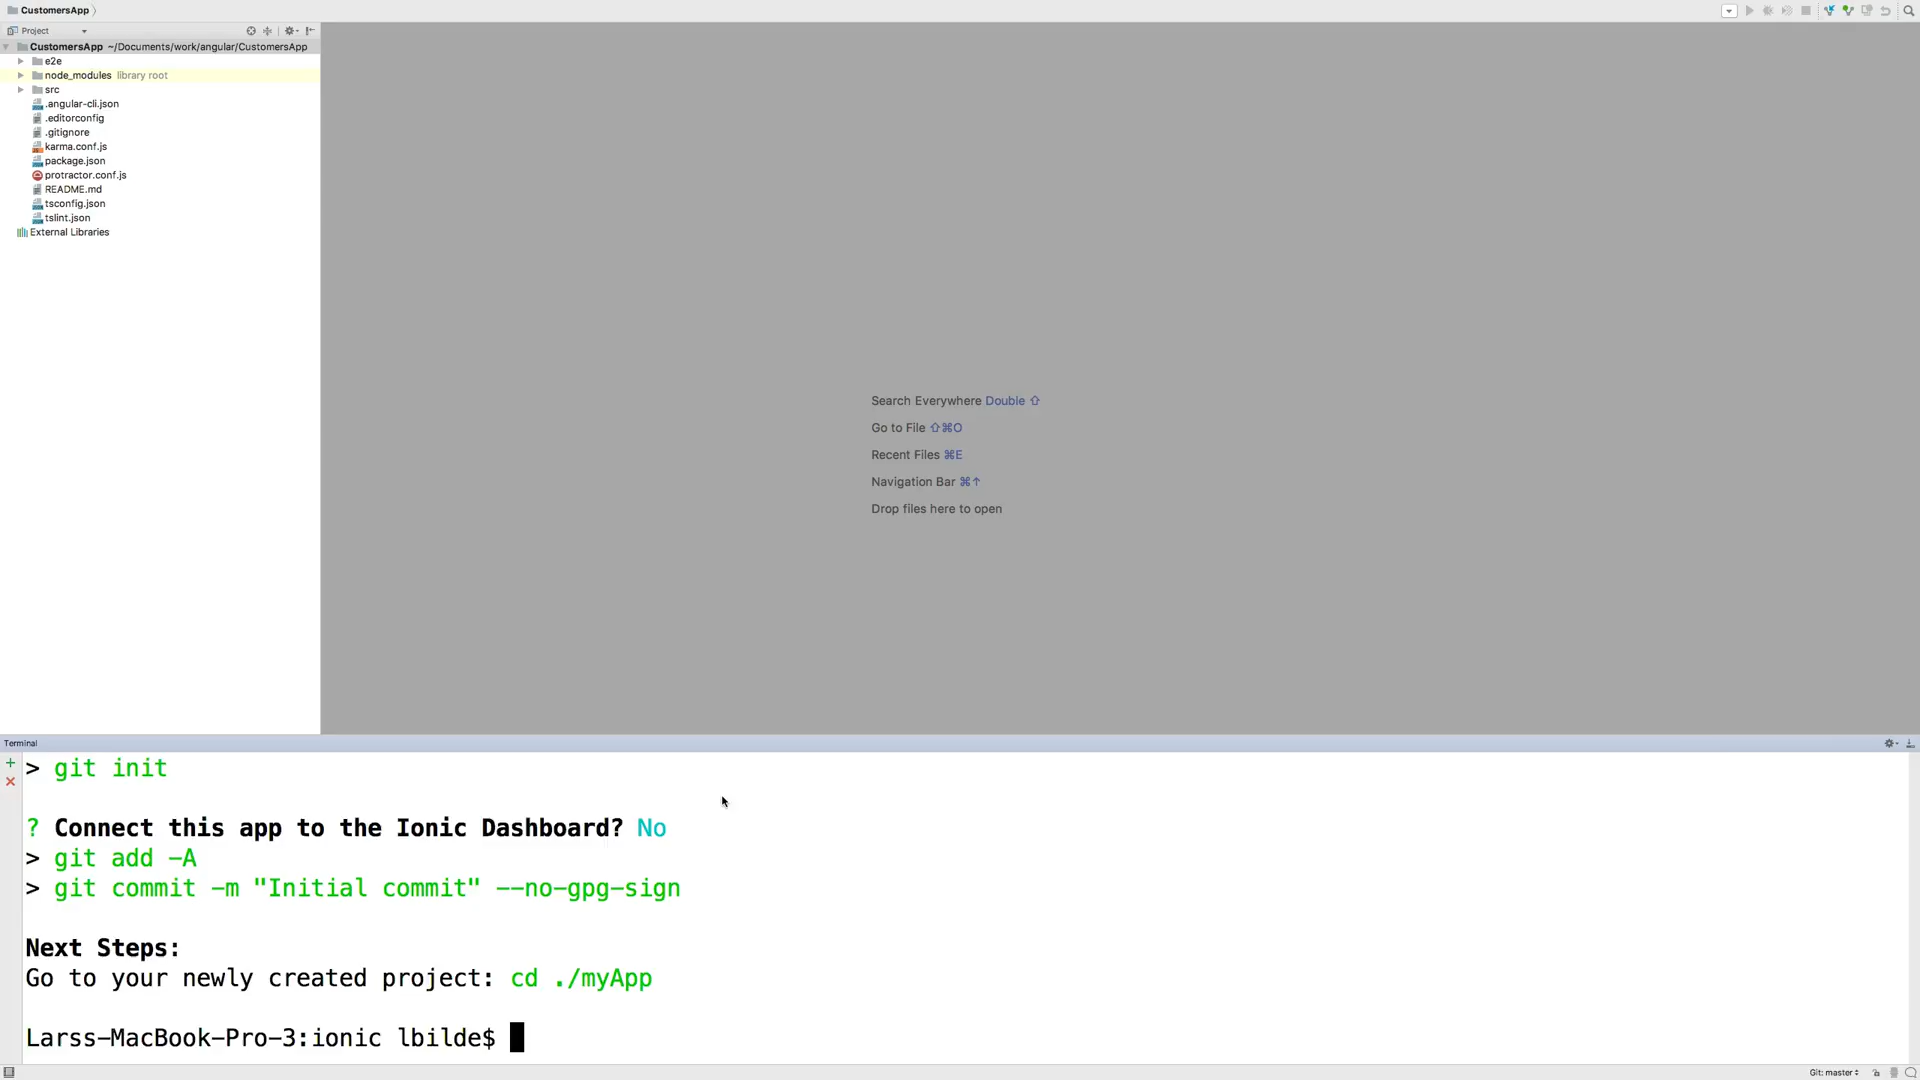 CustomersApp
Project
CustomersApp ~/Documents/work/angular/CustomersApp
e2e
node_modules library root
src
.angular-cli.json
.editorconfig
.gitignore
karma.conf.js
package.json
protractor.conf.js
README.md
tsconfig.json
tslint.json
External Libraries
Search Everywhere Double ⇧
Go to File ⇧⌘O
Recent Files ⌘E
Navigation Bar ⌘↑
Drop files here to open
Terminal
> git init
? Connect this app to the Ionic Dashboard? No
> git add -A
> git commit -m "Initial commit" --no-gpg-sign
Next Steps:
Go to your newly created project: cd ./myApp
Larss-MacBook-Pro-3:ionic lbilde$
Git: master